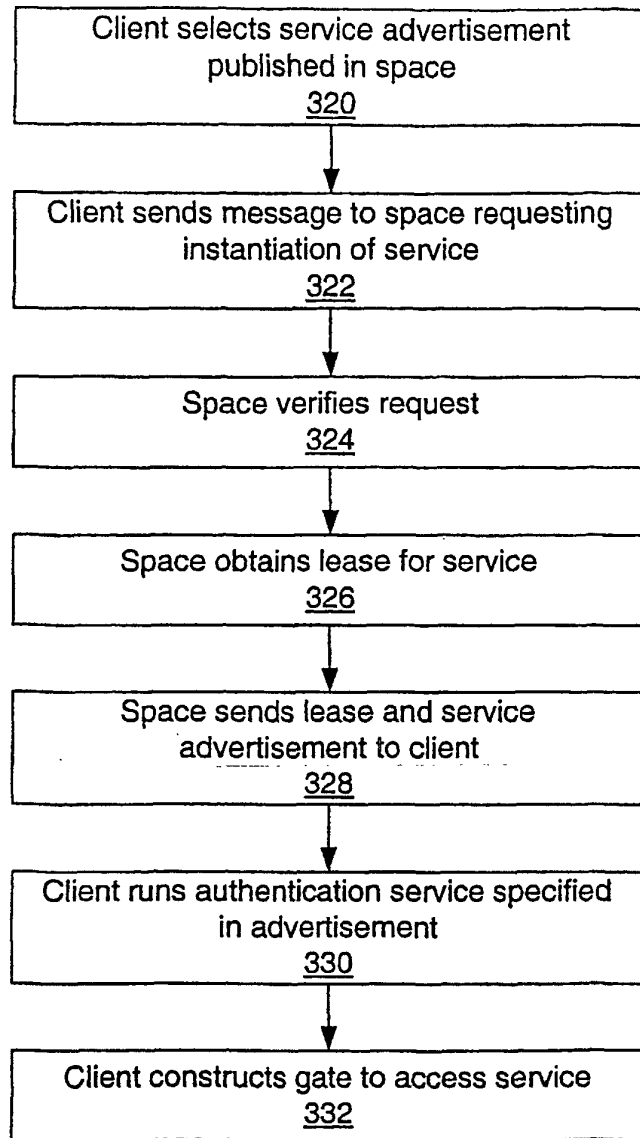 Client selects service advertisement
published in space
320
Client sends message to space requesting
instantiation of service
322
Space verifies request
324
Space obtains lease for service
326
Space sends lease and service
advertisement to client
328
Client runs authentication service specified
in advertisement
330
Client constructs gate to access service
332